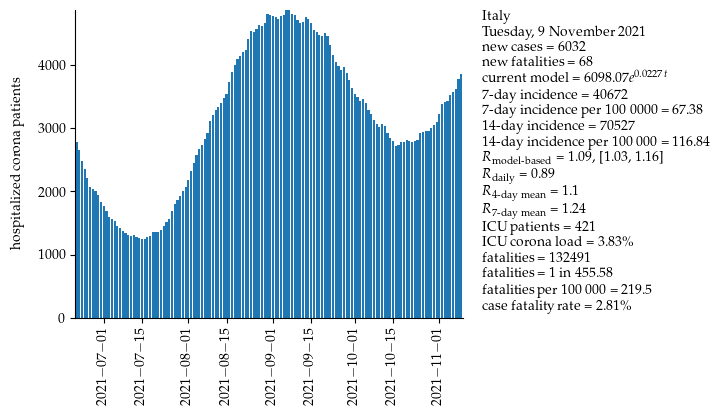 hospitalized corona patients
4000
3000
2000
1000
0
2021−07−01
2021−07−15
2021−08−01
2021−08−15
2021−09−01
2021−09−15
2021−10−01
2021−10−15
2021−11−01
Italy
Tuesday, 9 November 2021
new cases = 6032
new fatalities = 68
current model = 6098.07e^0.0227 t
7-day incidence = 40672
7-day incidence per 100 0000 = 67.38
14-day incidence = 70527
14-day incidence per 100 000 = 116.84
R_model-based = 1.09, [1.03, 1.16]
R_daily = 0.89
R_4-day mean = 1.1
R_7-day mean = 1.24
ICU patients = 421
ICU corona load = 3.83%
fatalities = 132491
fatalities = 1 in 455.58
fatalities per 100 000 = 219.5
case fatality rate = 2.81%